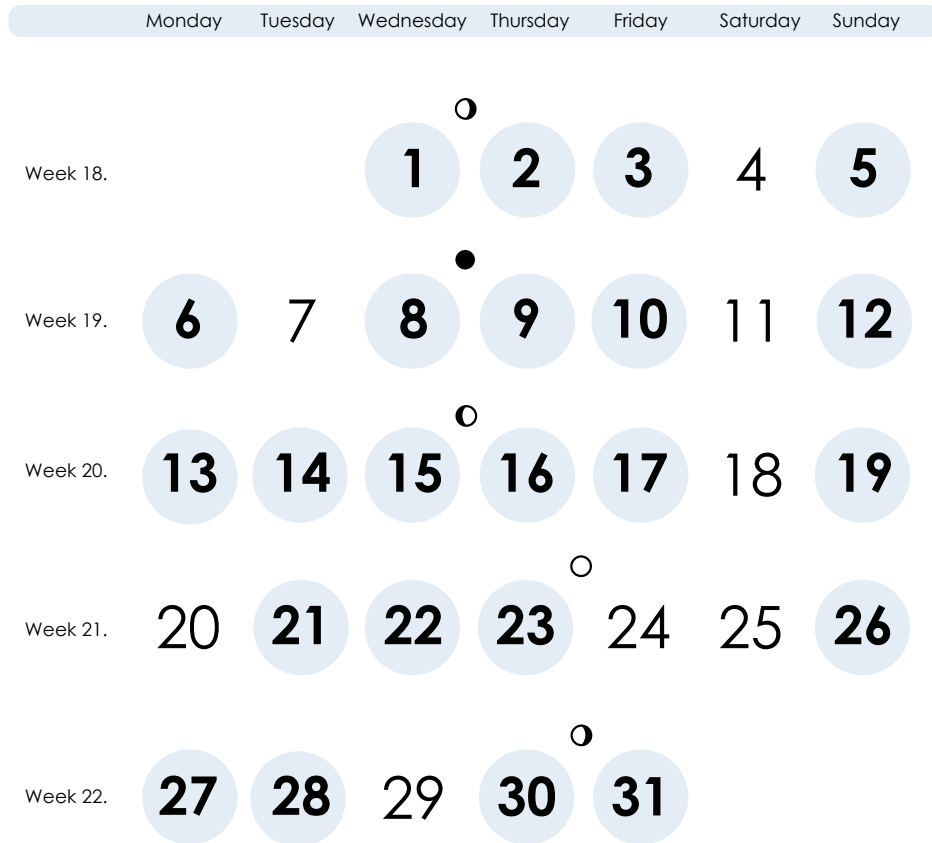 Monday Tuesday Wednesday Thursday Friday Saturday Sunday
Week 18. 1 2 3 4 5
Week 19. 6 7 8 9 10 11 12
Week 20. 13 14 15 16 17 18 19
Week 21. 20 21 22 23 24 25 26
Week 22. 27 28 29 30 31